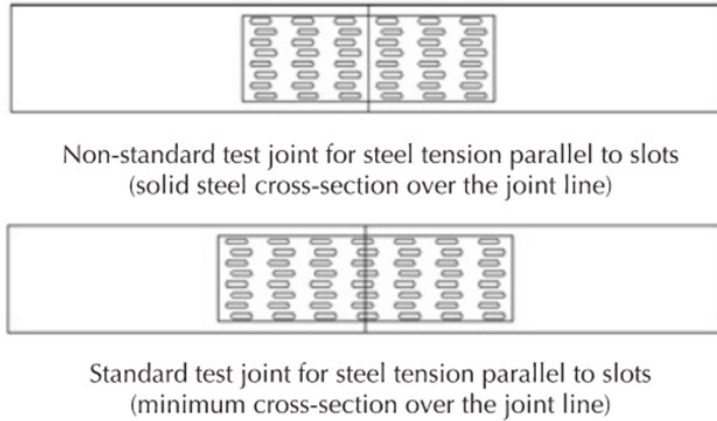 Non-standard test joint for steel tension parallel to slots
(solid steel cross-section over the joint line)
Standard test joint for steel tension parallel to slots
(minimum cross-section over the joint line)